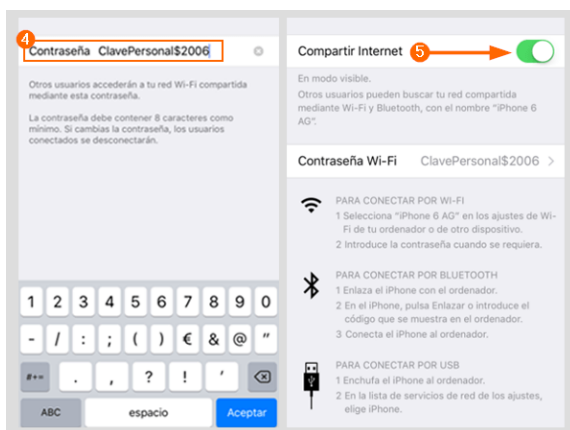 4
Contraseña ClavePersonal$2006
Otros usuarios accederán a tu red Wi-Fi compartida
mediante esta contraseña.
La contraseña debe contener 8 caracteres como
mínimo. Si cambias la contraseña, los usuarios
conectados se desconectarán.
1 2 3 4 5 6 7 8 9 0
- / : ; ( ) € & @ "
#+= . , ? ! '
ABC espacio Aceptar
Compartir Internet 5
En modo visible.
Otros usuarios pueden buscar tu red compartida
mediante Wi-Fi y Bluetooth, con el nombre “iPhone 6
AG”.
Contraseña Wi-Fi ClavePersonal$2006 >
PARA CONECTAR POR WI-FI
1 Selecciona “iPhone 6 AG” en los ajustes de Wi-
Fi de tu ordenador o de otro dispositivo.
2 Introduce la contraseña cuando se requiera.
PARA CONECTAR POR BLUETOOTH
1 Enlaza el iPhone con el ordenador.
2 En el iPhone, pulsa Enlazar o introduce el
código que se muestra en el ordenador.
3 Conecta el iPhone al ordenador.
PARA CONECTAR POR USB
1 Enchufa el iPhone al ordenador.
2 En la lista de servicios de red de los ajustes,
elige iPhone.